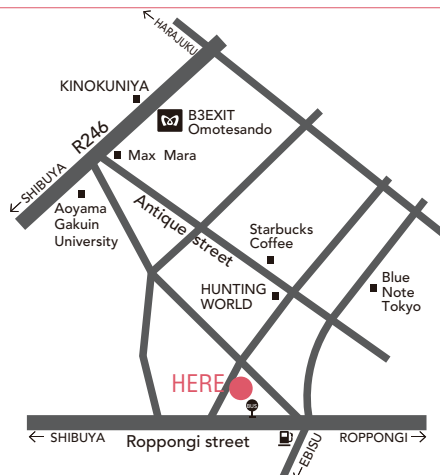 ← HARAJUKU
KINOKUNIYA
B3EXIT
Omotesando
R246
Max Mara
← SHIBUYA
Aoyama
Gakuin
University
Antique street
Starbucks
Coffee
HUNTING
WORLD
Blue
Note
Tokyo
HERE
BUS
← SHIBUYA
Roppongi street
← EBISU
ROPPONGI →